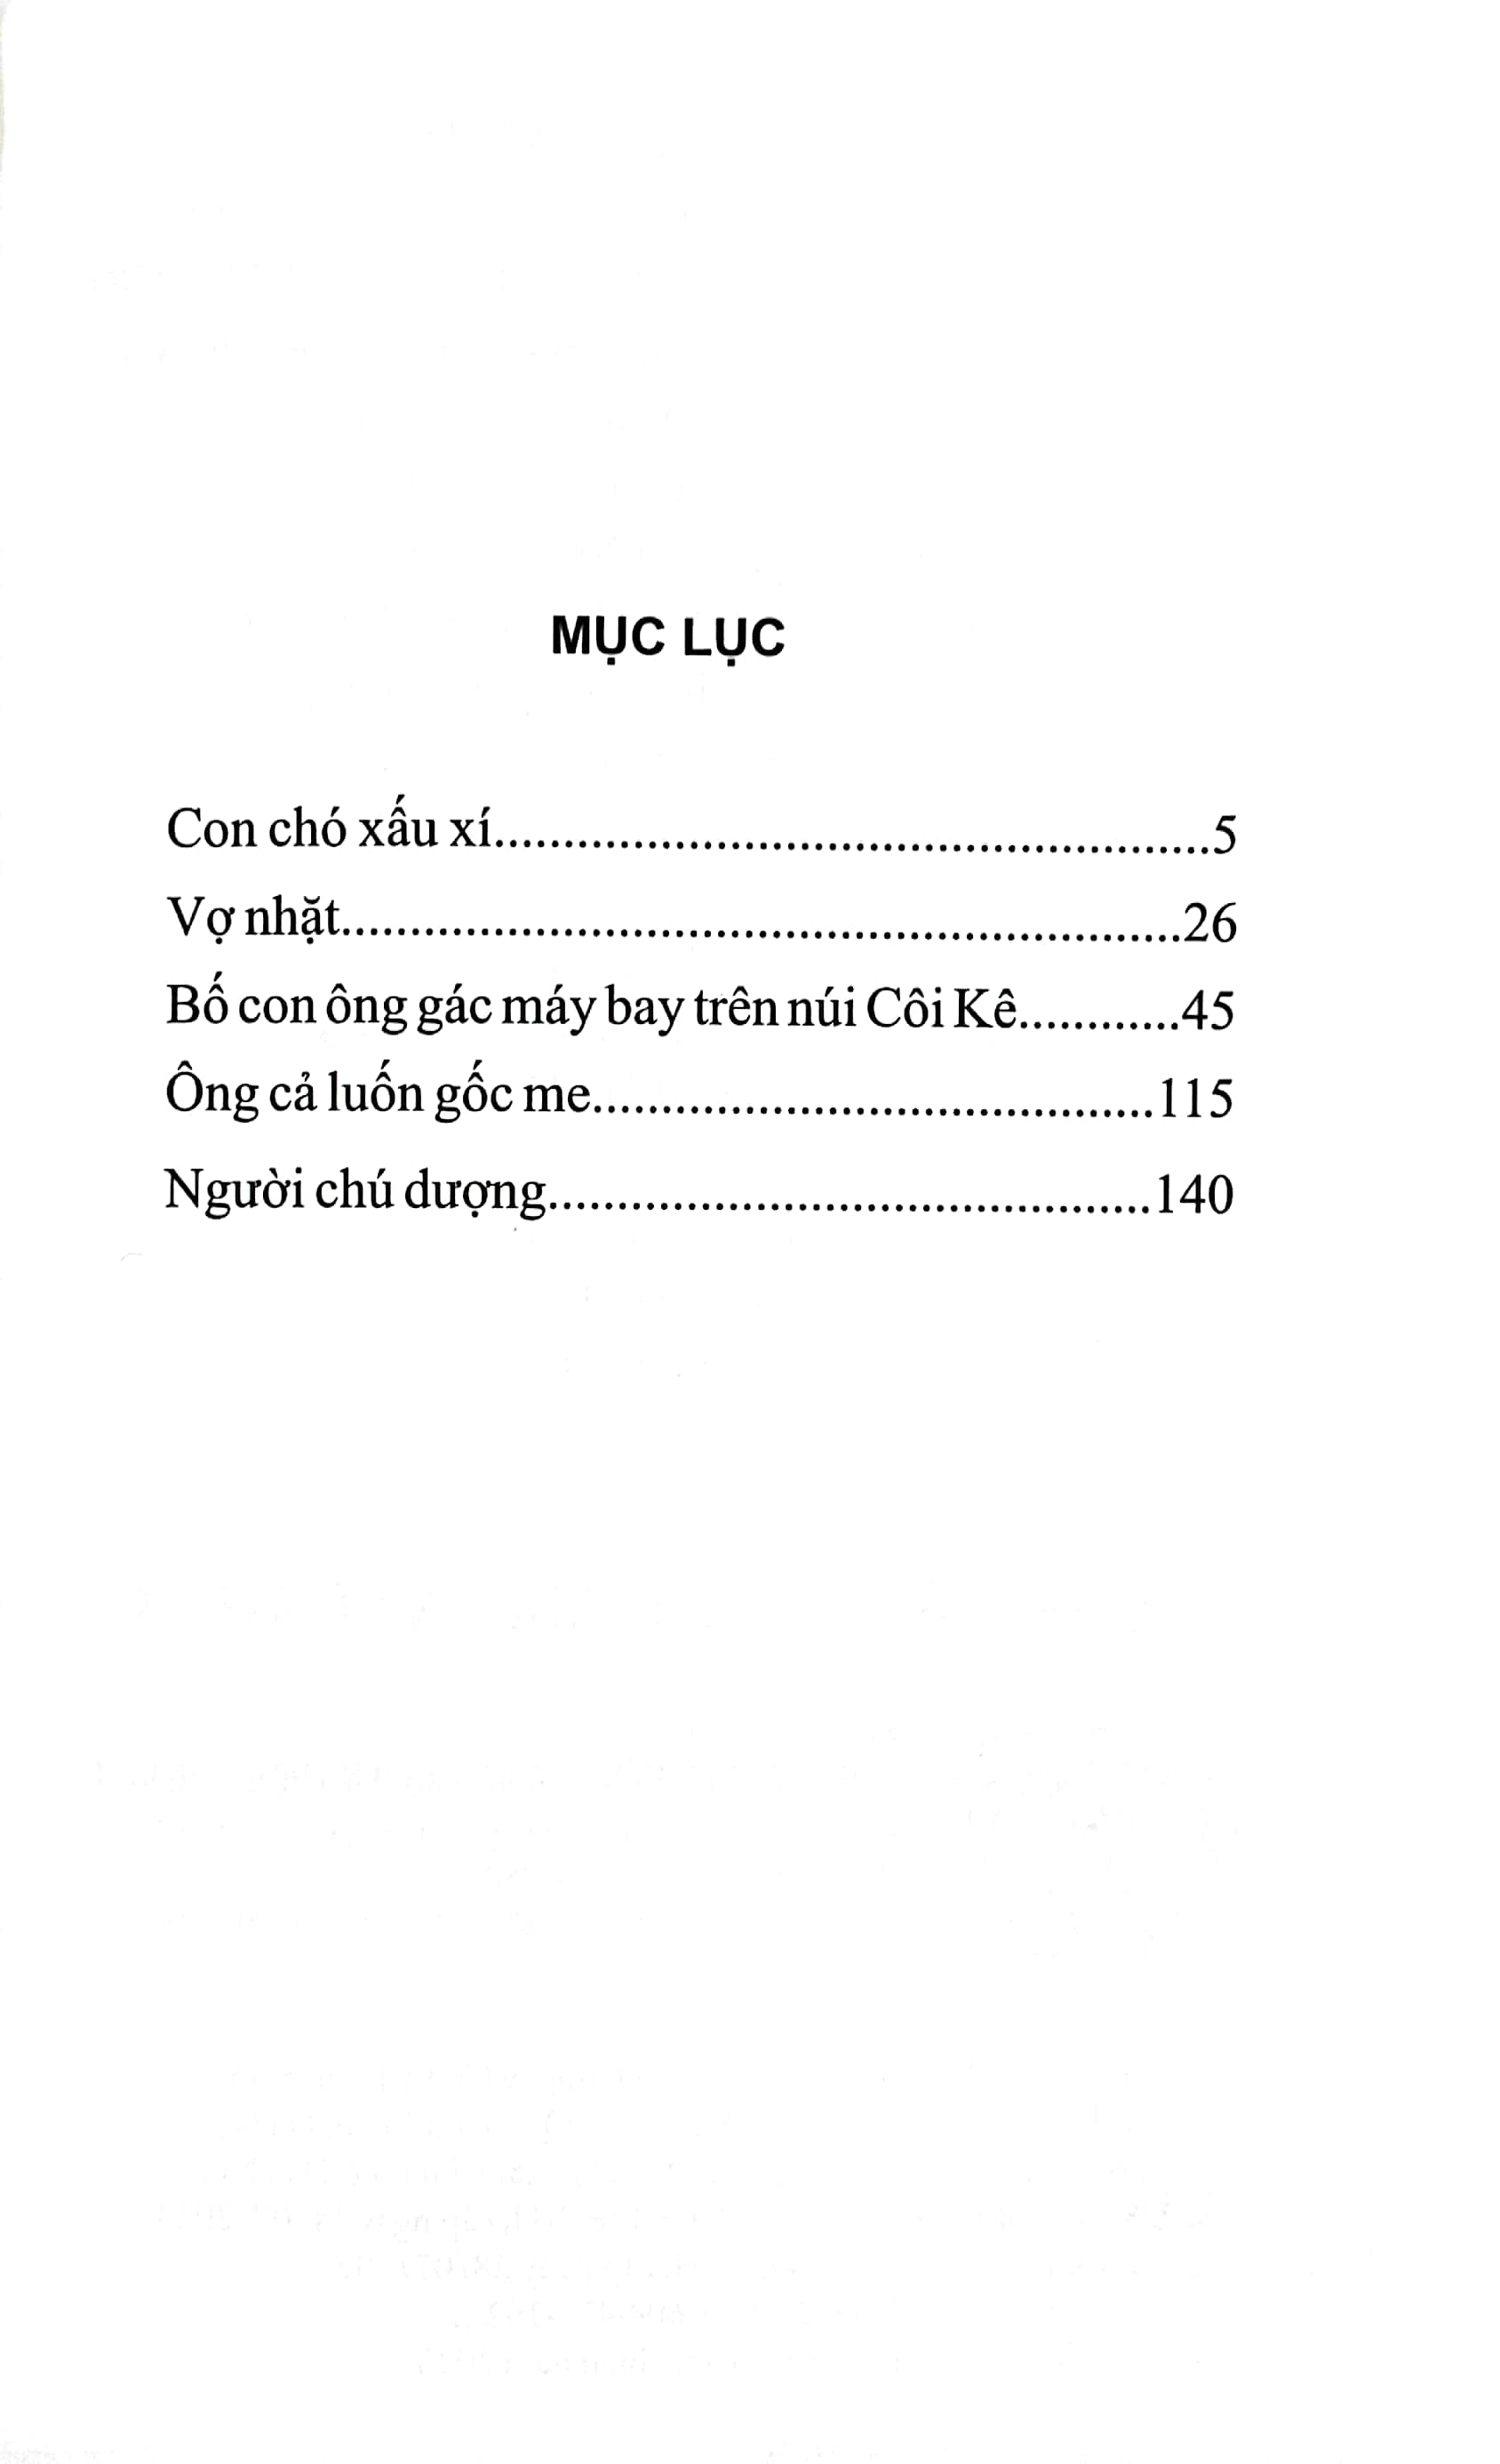 MỤC LỤC
Con chó xấu xí....................................................5
Vợ nhặt.............................................................26
Bố con ông gác máy bay trên núi Côi Kê............45
Ông cả luốn gốc me.........................................115
Người chú dượng............................................140